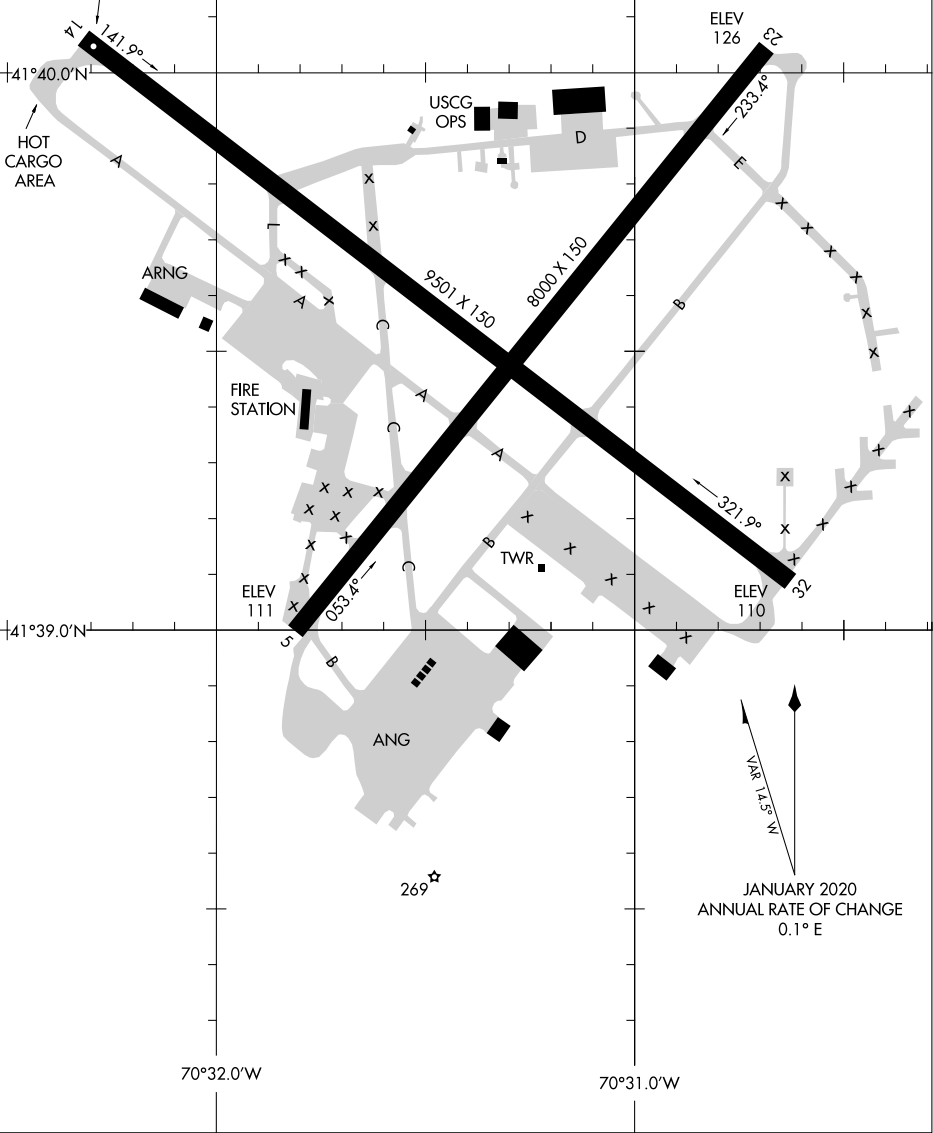 14
141.9°
ELEV
126
23
41°40.0'N
233.4°
USCG
OPS
D
HOT
CARGO
AREA
A
E
X
X
X
L
X
X
X
X
ARNG
A
X
X
9501 X 150
8000 X 150
B
X
C
X
X
FIRE
STATION
A
C
X
A
X
X
X
X
X
X
321.9°
X
X
X
X
X
X
X
B
X
X
TWR
X
X
C
X
X
ELEV
111
053.4°
X
ELEV
110
32
X
41°39.0'N
5
X
B
ANG
VAR 14.5° W
269
JANUARY 2020
ANNUAL RATE OF CHANGE
0.1° E
70°32.0'W
70°31.0'W